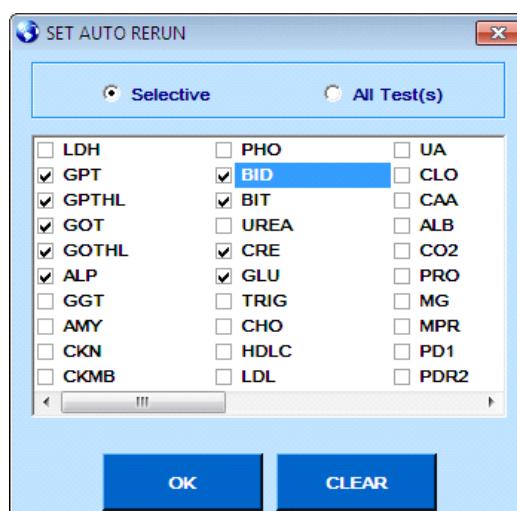 SET AUTO RERUN
Selective All Test(s)
LDH PHO UA
GPT BID CLO
GPTHL BIT CAA
GOT UREA ALB
GOTHL CRE CO2
ALP GLU PRO
GGT TRIG MG
AMY CHO MPR
CKN HDLC PD1
CKMB LDL PDR2
OK CLEAR